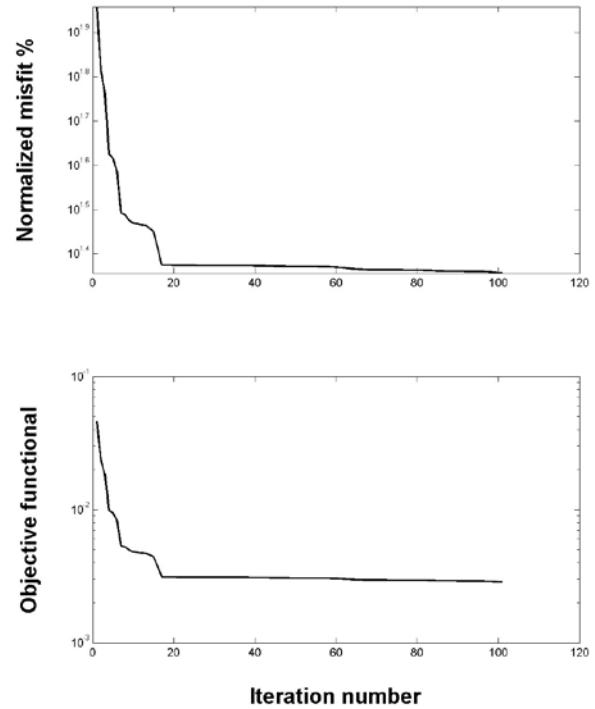 Normalized misfit %
10^1.9
10^1.8
10^1.7
10^1.6
10^1.5
10^1.4
0 20 40 60 80 100 120
Objective functional
10^-1
10^-2
10^-3
0 20 40 60 80 100 120
Iteration number